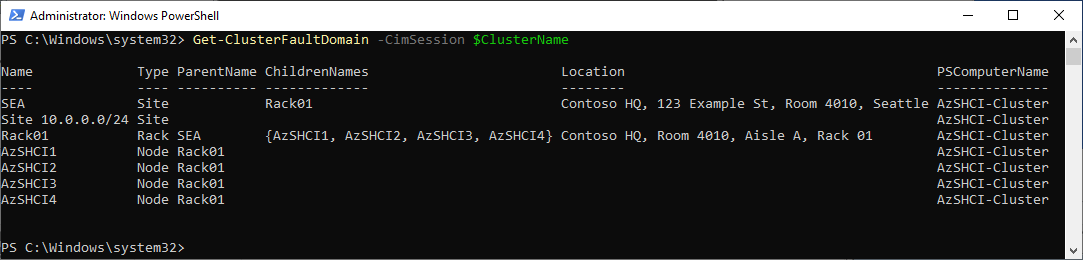 Administrator: Windows PowerShell
PS C:\Windows\system32> Get-ClusterFaultDomain -CimSession $ClusterName
Name             Type ParentName ChildrenNames                        Location                                       PSComputerName
----             ---- ---------- -------------                        --------                                       --------------
SEA              Site            Rack01                               Contoso HQ, 123 Example St, Room 4010, Seattle AzSHCI-Cluster
Site 10.0.0.0/24 Site                                                                                                AzSHCI-Cluster
Rack01           Rack SEA        {AzSHCI1, AzSHCI2, AzSHCI3, AzSHCI4} Contoso HQ, Room 4010, Aisle A, Rack 01        AzSHCI-Cluster
AzSHCI1          Node Rack01                                                                                         AzSHCI-Cluster
AzSHCI2          Node Rack01                                                                                         AzSHCI-Cluster
AzSHCI3          Node Rack01                                                                                         AzSHCI-Cluster
AzSHCI4          Node Rack01                                                                                         AzSHCI-Cluster
PS C:\Windows\system32>